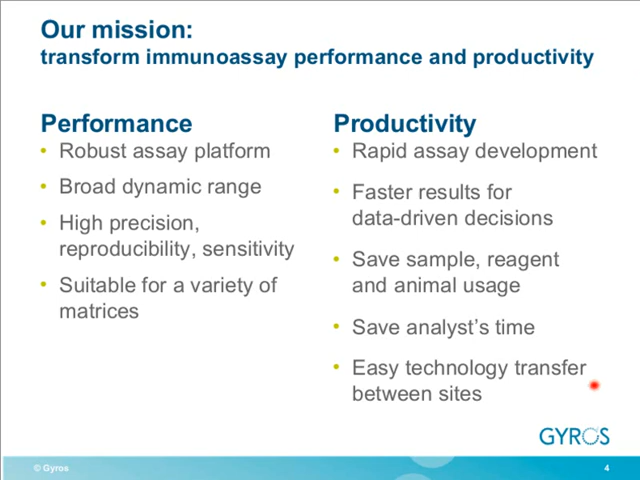 Our mission:
transform immunoassay performance and productivity
Performance
• Robust assay platform
• Broad dynamic range
• High precision,
reproducibility, sensitivity
• Suitable for a variety of
matrices
Productivity
• Rapid assay development
• Faster results for
data-driven decisions
• Save sample, reagent
and animal usage
• Save analyst's time
• Easy technology transfer
between sites
GYROS
© Gyros
4